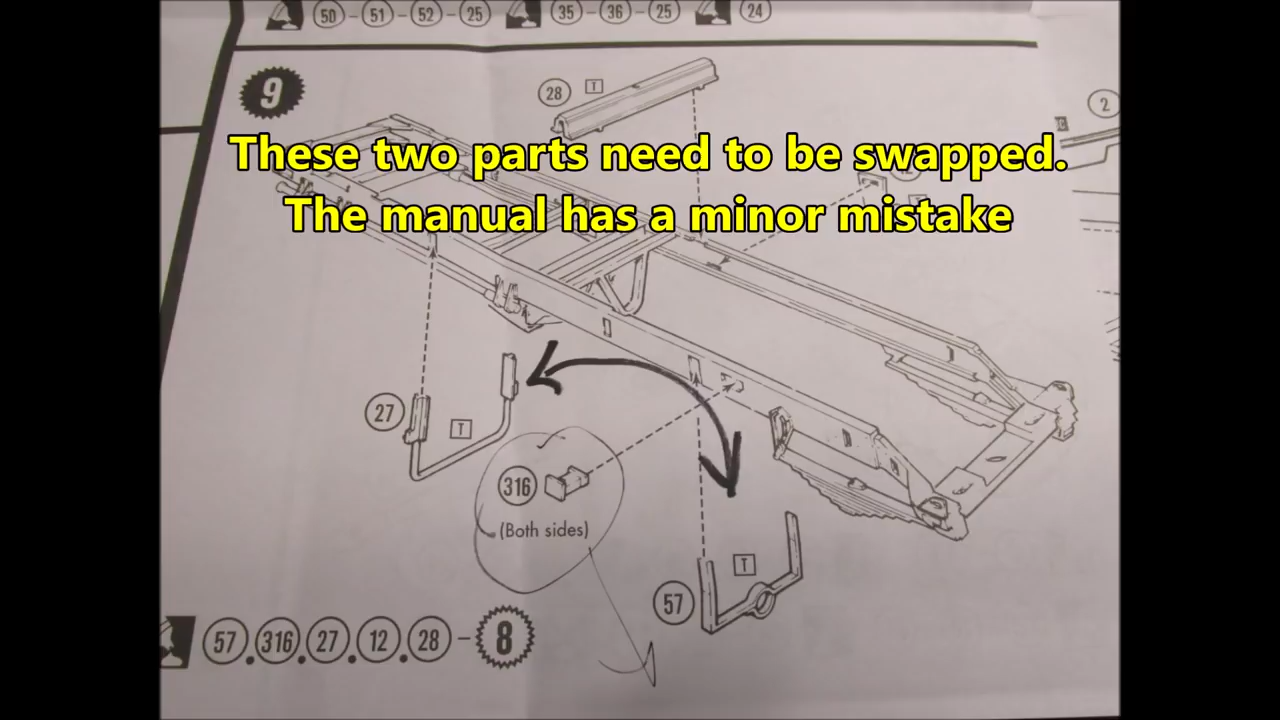 50 - 51 - 52 - 25 35 - 36 - 25 24
9
28 T
2
These two parts need to be swapped.
The manual has a minor mistake
27 T
316
(Both sides)
T
57
57 . 316 . 27 . 12 . 28 - 8